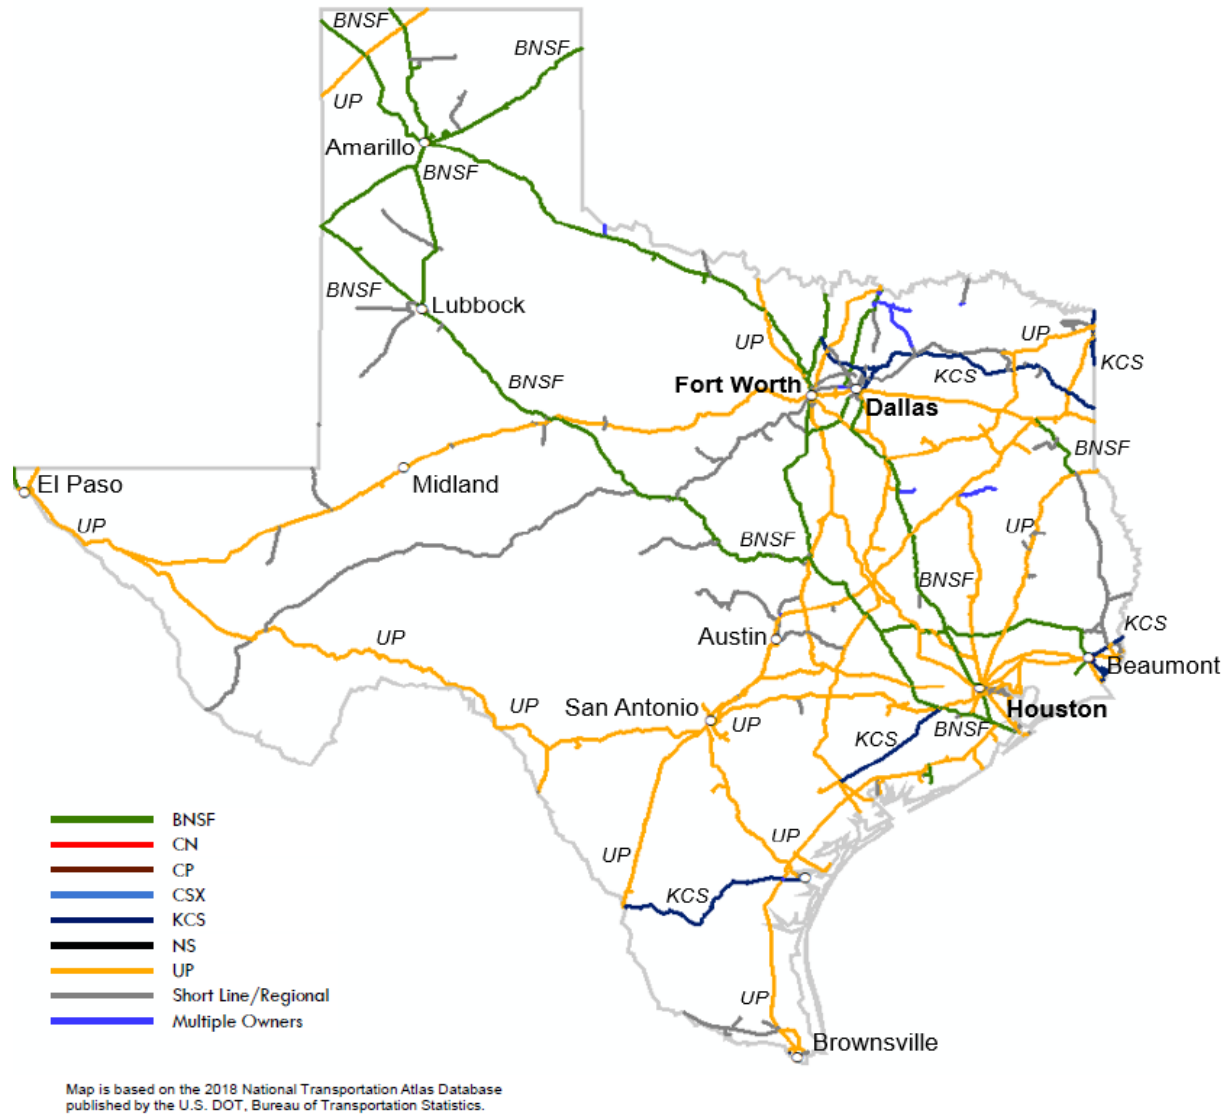 BNSF
BNSF
UP
Amarillo
BNSF
BNSF
Lubbock
UP
UP
KCS
BNSF
KCS
Fort Worth
Dallas
BNSF
El Paso
Midland
UP
UP
BNSF
BNSF
KCS
Austin
UP
Beaumont
UP
San Antonio
UP
Houston
BNSF
KCS
UP
UP
KCS
UP
Brownsville
BNSF
CN
CP
CSX
KCS
NS
UP
Short Line/Regional
Multiple Owners
Map is based on the 2018 National Transportation Atlas Database
published by the U.S. DOT, Bureau of Transportation Statistics.